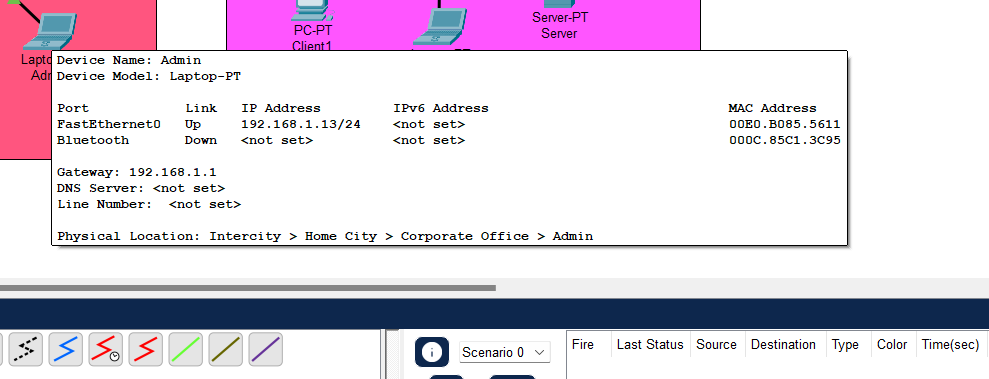 PC-PT
Client1
Server-PT
Server
Device Name: Admin
Device Model: Laptop-PT
Port Link IP Address IPv6 Address MAC Address
FastEthernet0 Up 192.168.1.13/24 <not set> 00E0.B085.5611
Bluetooth Down <not set> <not set> 000C.85C1.3C95
Gateway: 192.168.1.1
DNS Server: <not set>
Line Number: <not set>
Physical Location: Intercity > Home City > Corporate Office > Admin
Scenario 0
Fire Last Status Source Destination Type Color Time(sec)